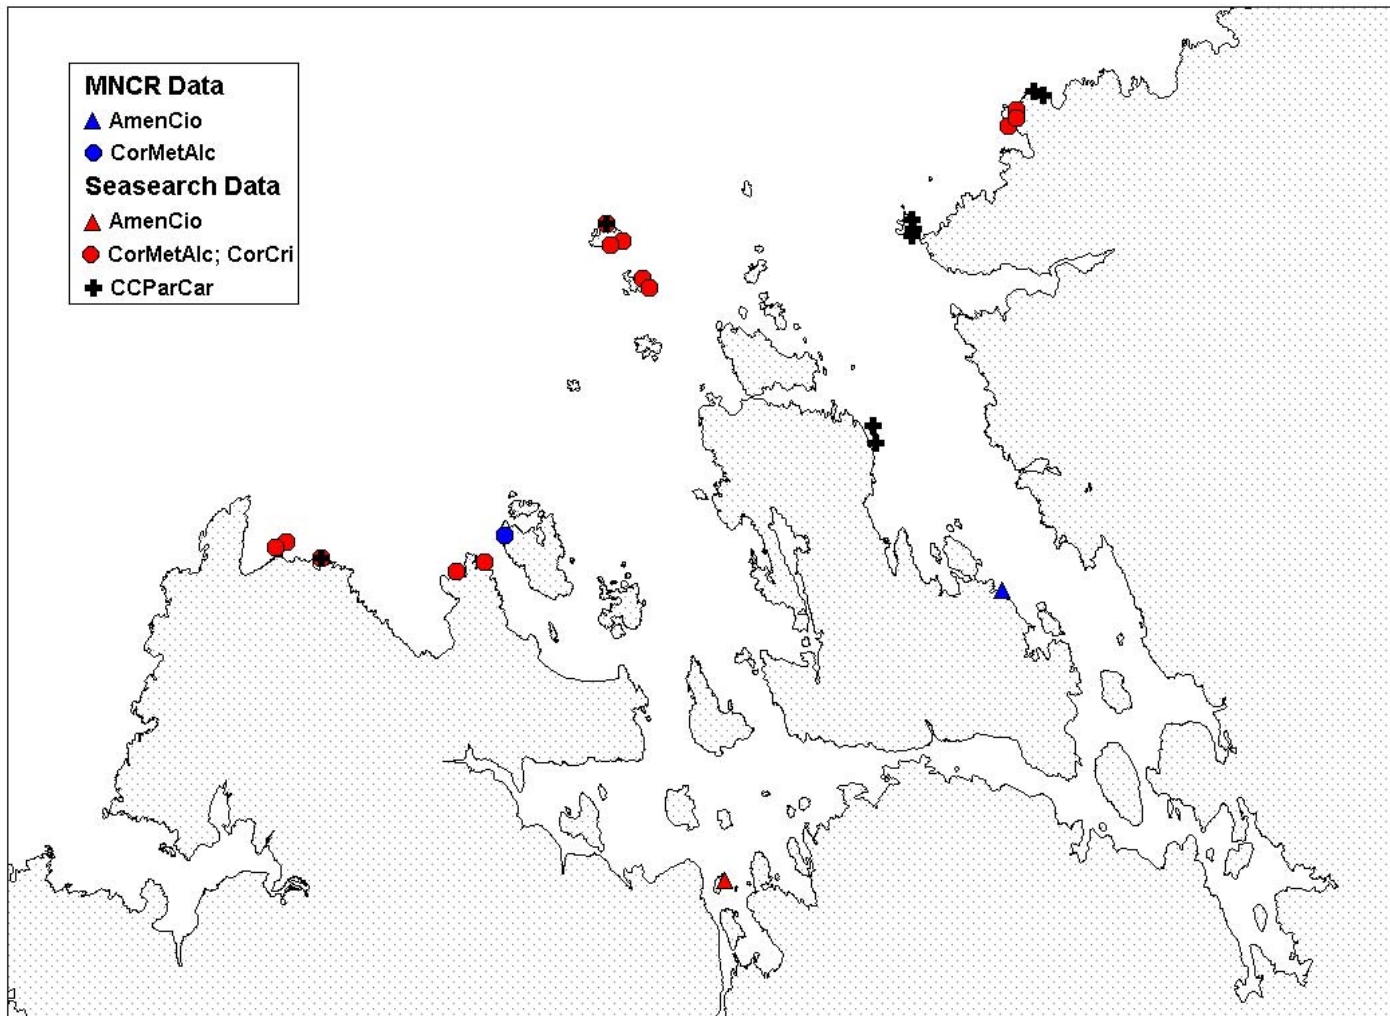 MNCR Data
AmenCio
CorMetAlc
Seasearch Data
AmenCio
CorMetAlc; CorCri
CCParCar